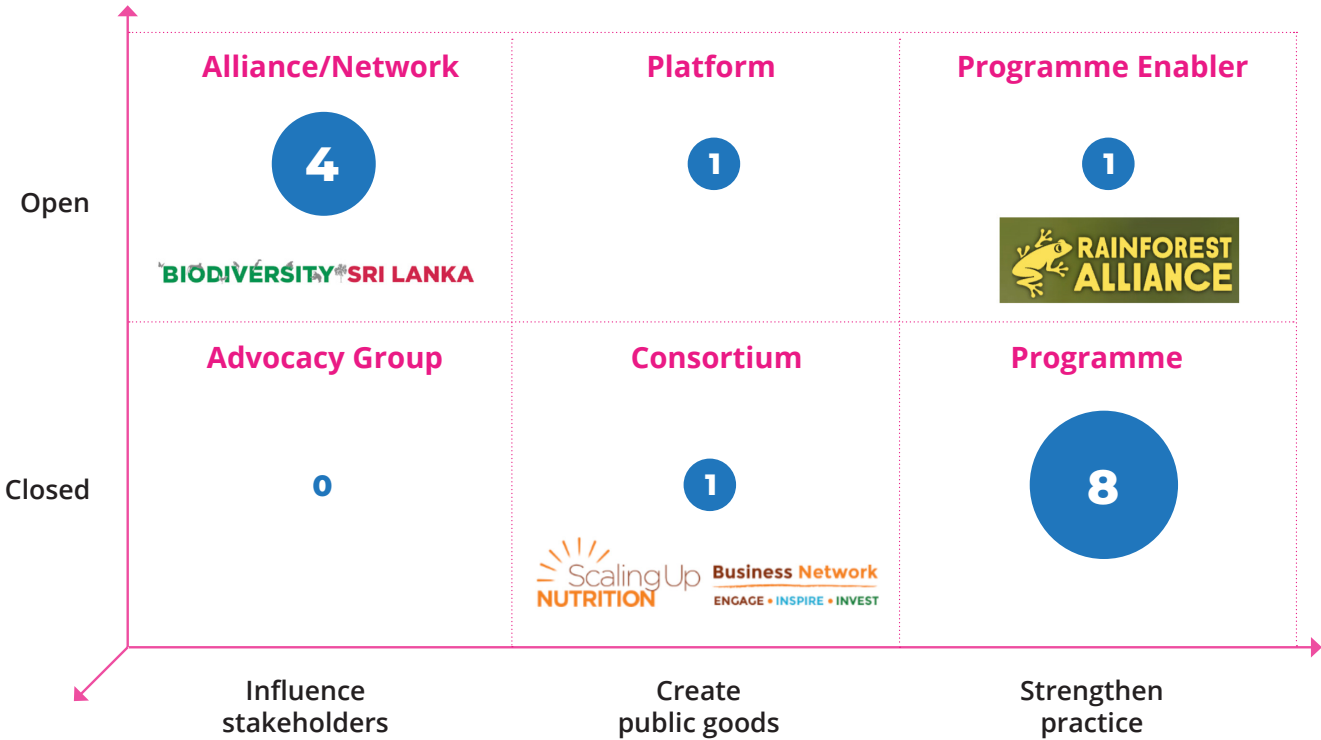 Alliance/Network
Platform
Programme Enabler
4
1
1
Open
BIODIVERSITY SRI LANKA
RAINFOREST
ALLIANCE
Advocacy Group
Consortium
Programme
Closed
0
1
8
Scaling Up
NUTRITION
Business Network
ENGAGE • INSPIRE • INVEST
Influence
stakeholders
Create
public goods
Strengthen
practice